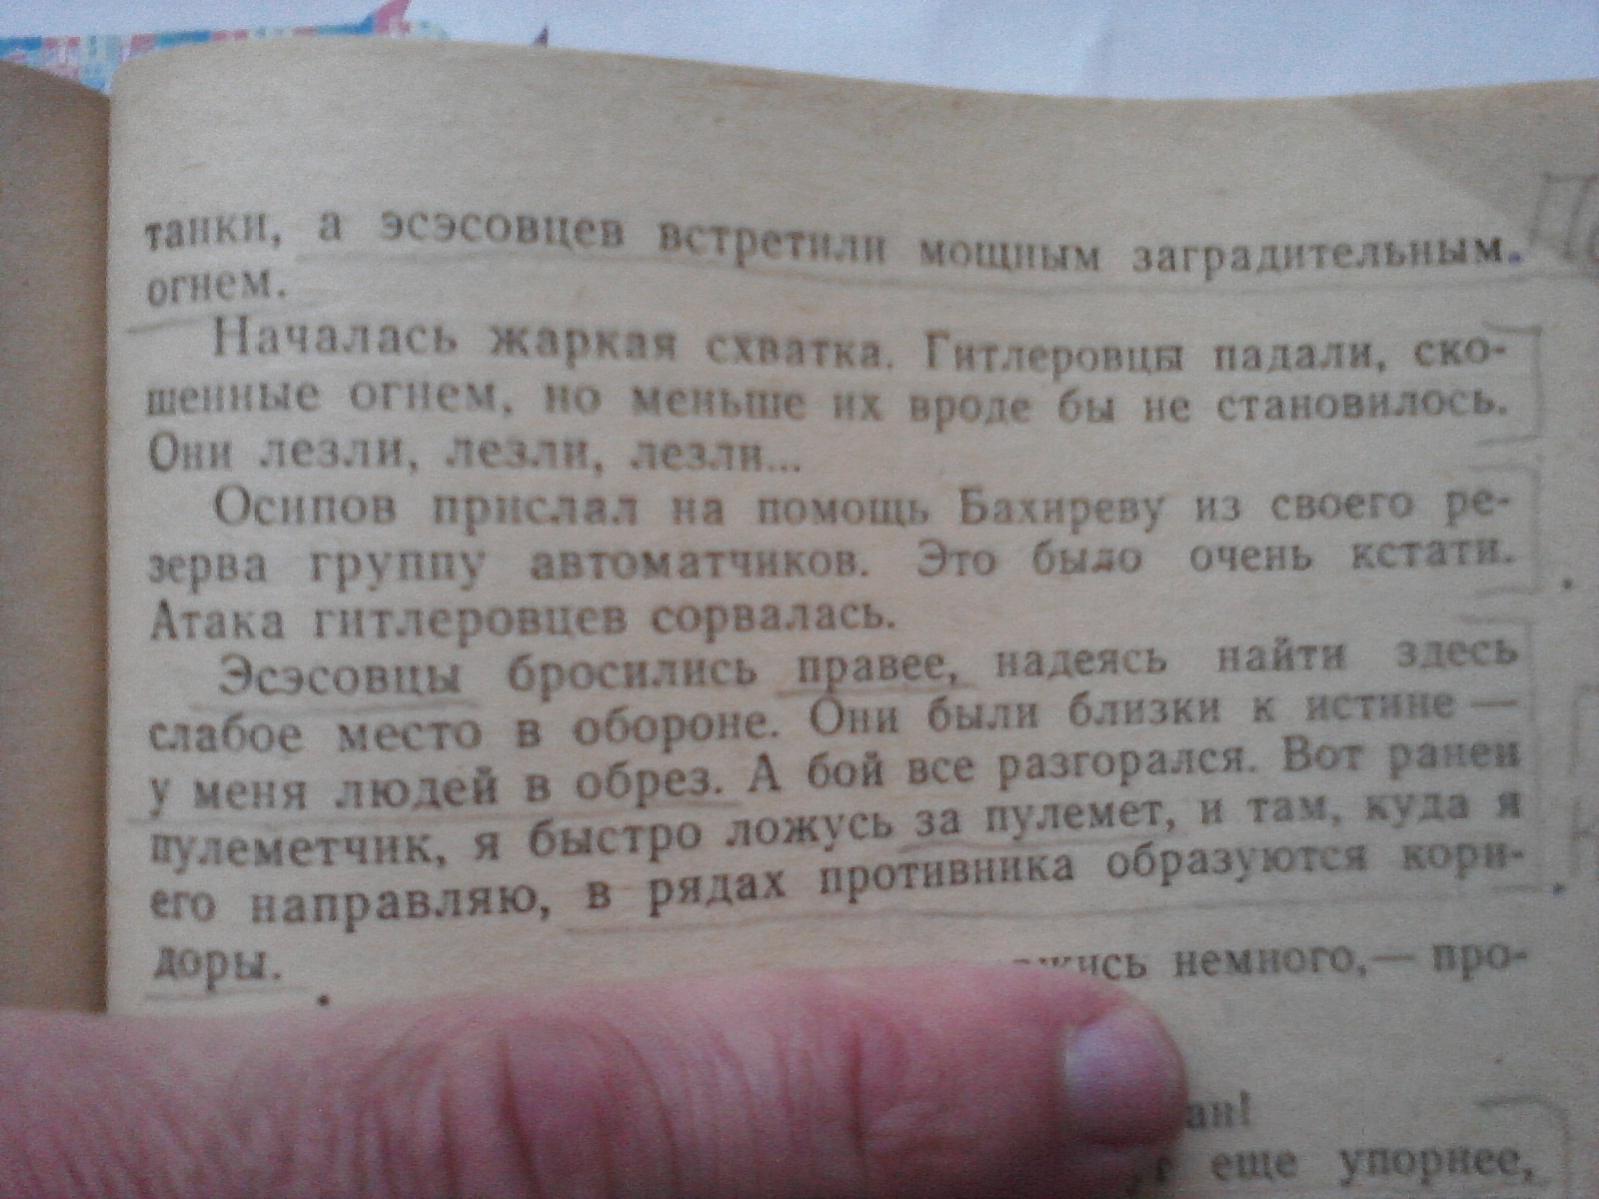 танки, а эсэсовцев встретили мощным заградительным
огнем.
Началась жаркая схватка. Гитлеровцы падали, ско-
шенные огнем, но меньше их вроде бы не становилось.
Они лезли, лезли, лезли...
Осипов прислал на помощь Бахиреву из своего ре-
зерва группу автоматчиков. Это было очень кстати.
Атака гитлеровцев сорвалась.
Эсэсовцы бросились правее, надеясь найти здесь
слабое место в обороне. Они были близки к истине —
у меня людей в обрез. А бой все разгорался. Вот ранен
пулеметчик, я быстро ложусь за пулемет, и там, куда я
его направляю, в рядах противника образуются кори-
доры.
немного,— про-
еще упорнее,